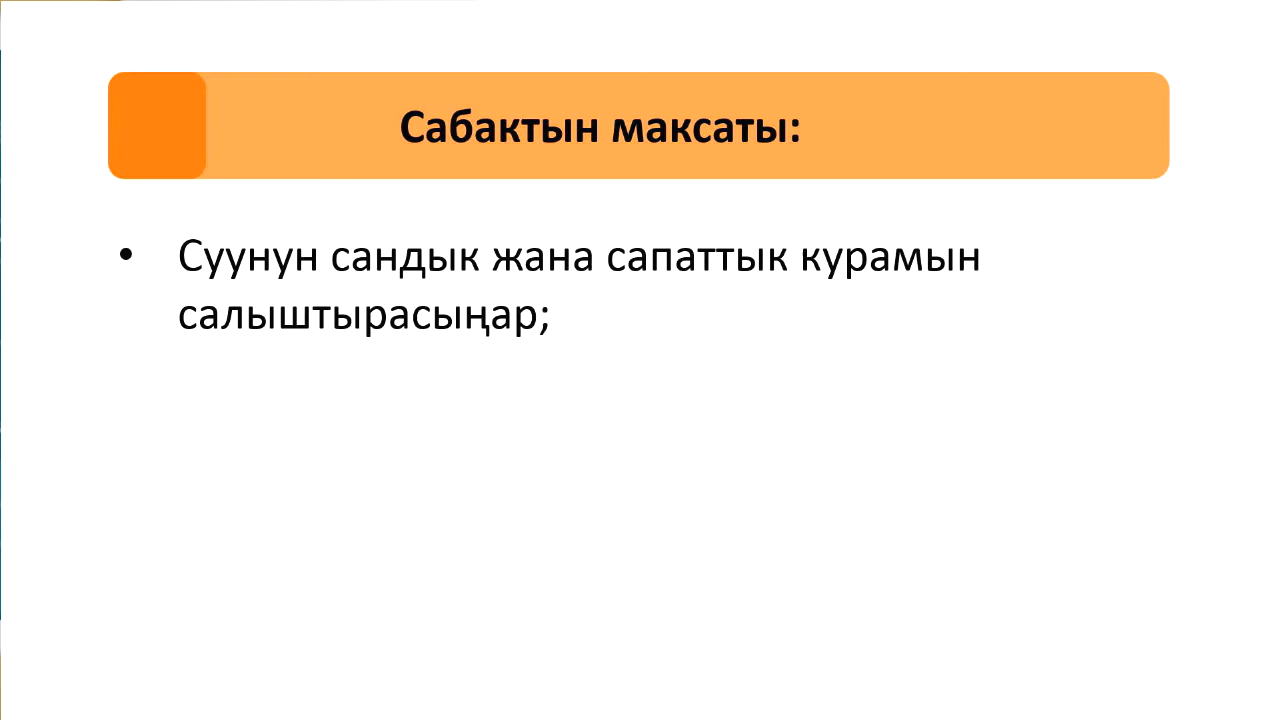 Сабактын максаты:
• Суунун сандык жана сапаттык курамын
салыштырасыңар;